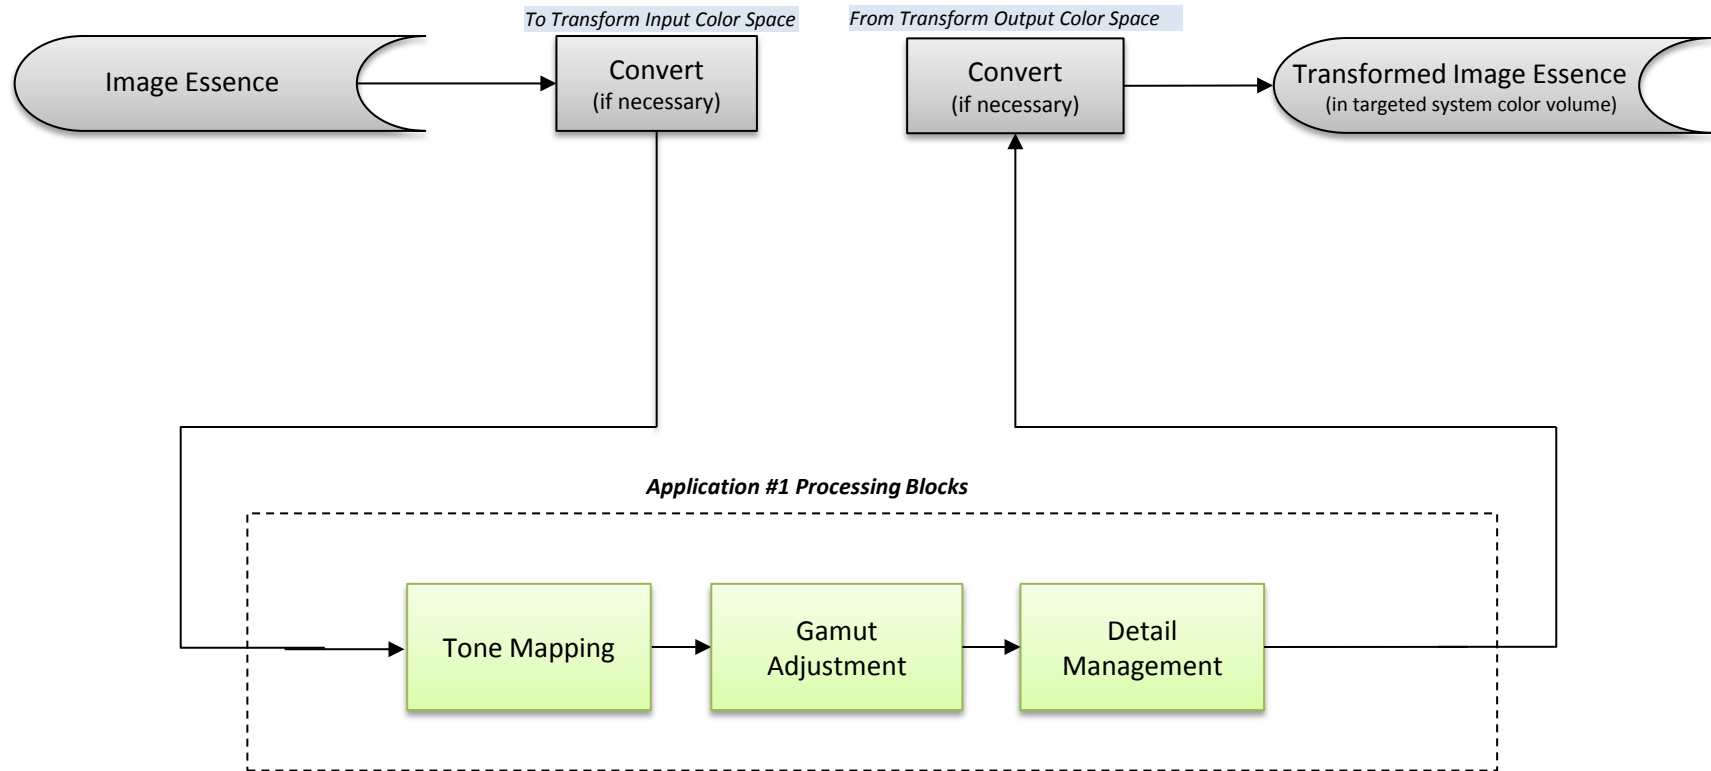 To Transform Input Color Space
From Transform Output Color Space
Image Essence
Convert
(if necessary)
Convert
(if necessary)
Transformed Image Essence
(in targeted system color volume)
Application #1 Processing Blocks
Tone Mapping
Gamut
Adjustment
Detail
Management